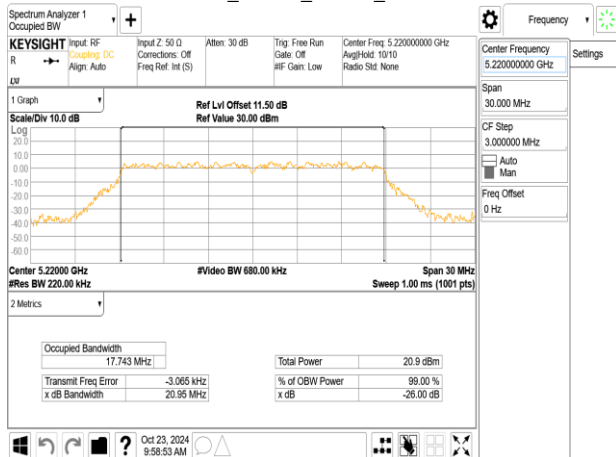 Spectrum Analyzer 1
Occupied BW
Frequency
KEYSIGHT
R
LXI
Input: RF
Coupling: DC
Align: Auto
Input Z: 50 Ω
Corrections: Off
Freq Ref: Int (S)
Atten: 30 dB
Trig: Free Run
Gate: Off
#IF Gain: Low
Center Freq: 5.220000000 GHz
Avg|Hold: 10/10
Radio Std: None
Center Frequency
5.220000000 GHz
Settings
Span
30.000 MHz
CF Step
3.000000 MHz
Auto
Man
Freq Offset
0 Hz
1 Graph
Scale/Div 10.0 dB
Ref Lvl Offset 11.50 dB
Ref Value 30.00 dBm
Log
20.0
10.0
0.00
-10.0
-20.0
-30.0
-40.0
-50.0
-60.0
Center 5.22000 GHz
#Video BW 680.00 kHz
Span 30 MHz
#Res BW 220.00 kHz
Sweep 1.00 ms (1001 pts)
2 Metrics
Occupied Bandwidth
17.743 MHz
Total Power 20.9 dBm
Transmit Freq Error -3.065 kHz
% of OBW Power 99.00 %
x dB Bandwidth 20.95 MHz
x dB -26.00 dB
?
Oct 23, 2024
9:58:53 AM